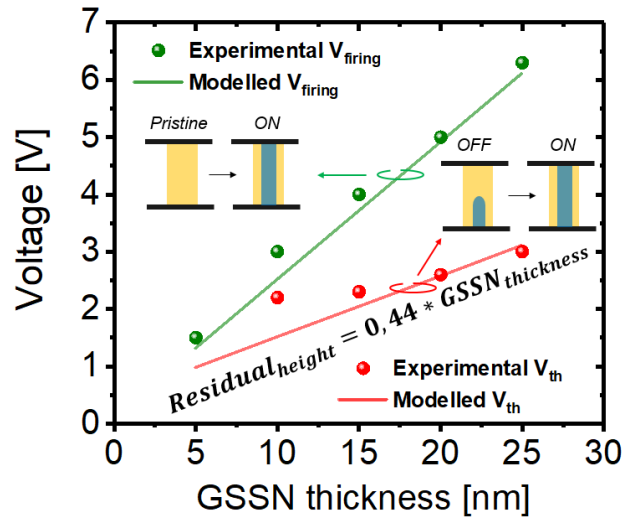 7
6
5
4
3
2
1
0
Voltage [V]
Experimental V_firing
Modelled V_firing
Pristine
ON
OFF
ON
Residual_height = 0,44 * GSSN_thickness
Experimental V_th
Modelled V_th
0 5 10 15 20 25 30
GSSN thickness [nm]